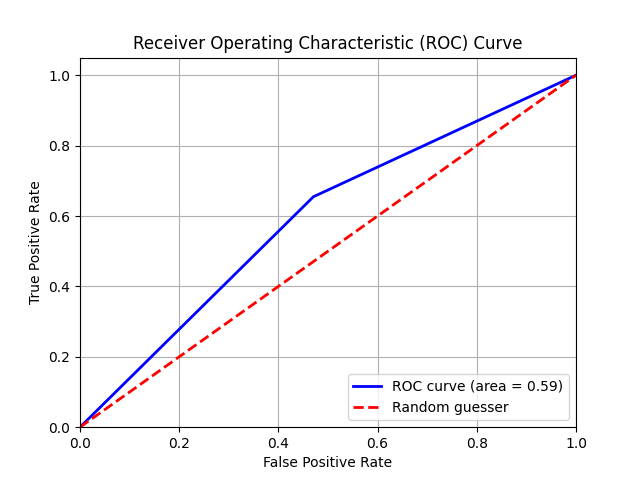 Receiver Operating Characteristic (ROC) Curve
True Positive Rate
1.0
0.8
0.6
0.4
0.2
0.0
0.0 0.2 0.4 0.6 0.8 1.0
False Positive Rate
ROC curve (area = 0.59)
Random guesser